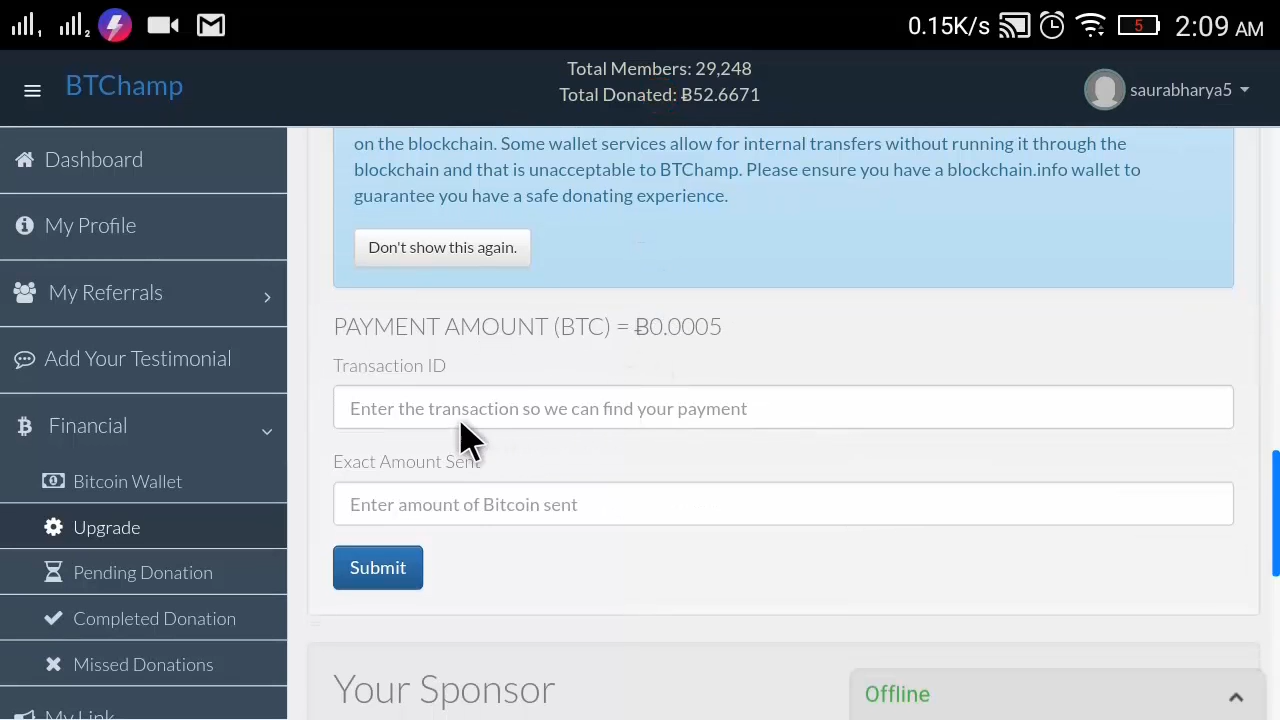 1 2 0.15K/s 5 2:09 AM
BTChamp
Total Members: 29,248
Total Donated: Ƀ52.6671
saurabharya5
Dashboard
My Profile
My Referrals
Add Your Testimonial
Financial
Bitcoin Wallet
Upgrade
Pending Donation
Completed Donation
Missed Donations
My Link
on the blockchain. Some wallet services allow for internal transfers without running it through the
blockchain and that is unacceptable to BTChamp. Please ensure you have a blockchain.info wallet to
guarantee you have a safe donating experience.
Don't show this again.
PAYMENT AMOUNT (BTC) = Ƀ0.0005
Transaction ID
Enter the transaction so we can find your payment
Exact Amount Sent
Enter amount of Bitcoin sent
Submit
Your Sponsor
Offline